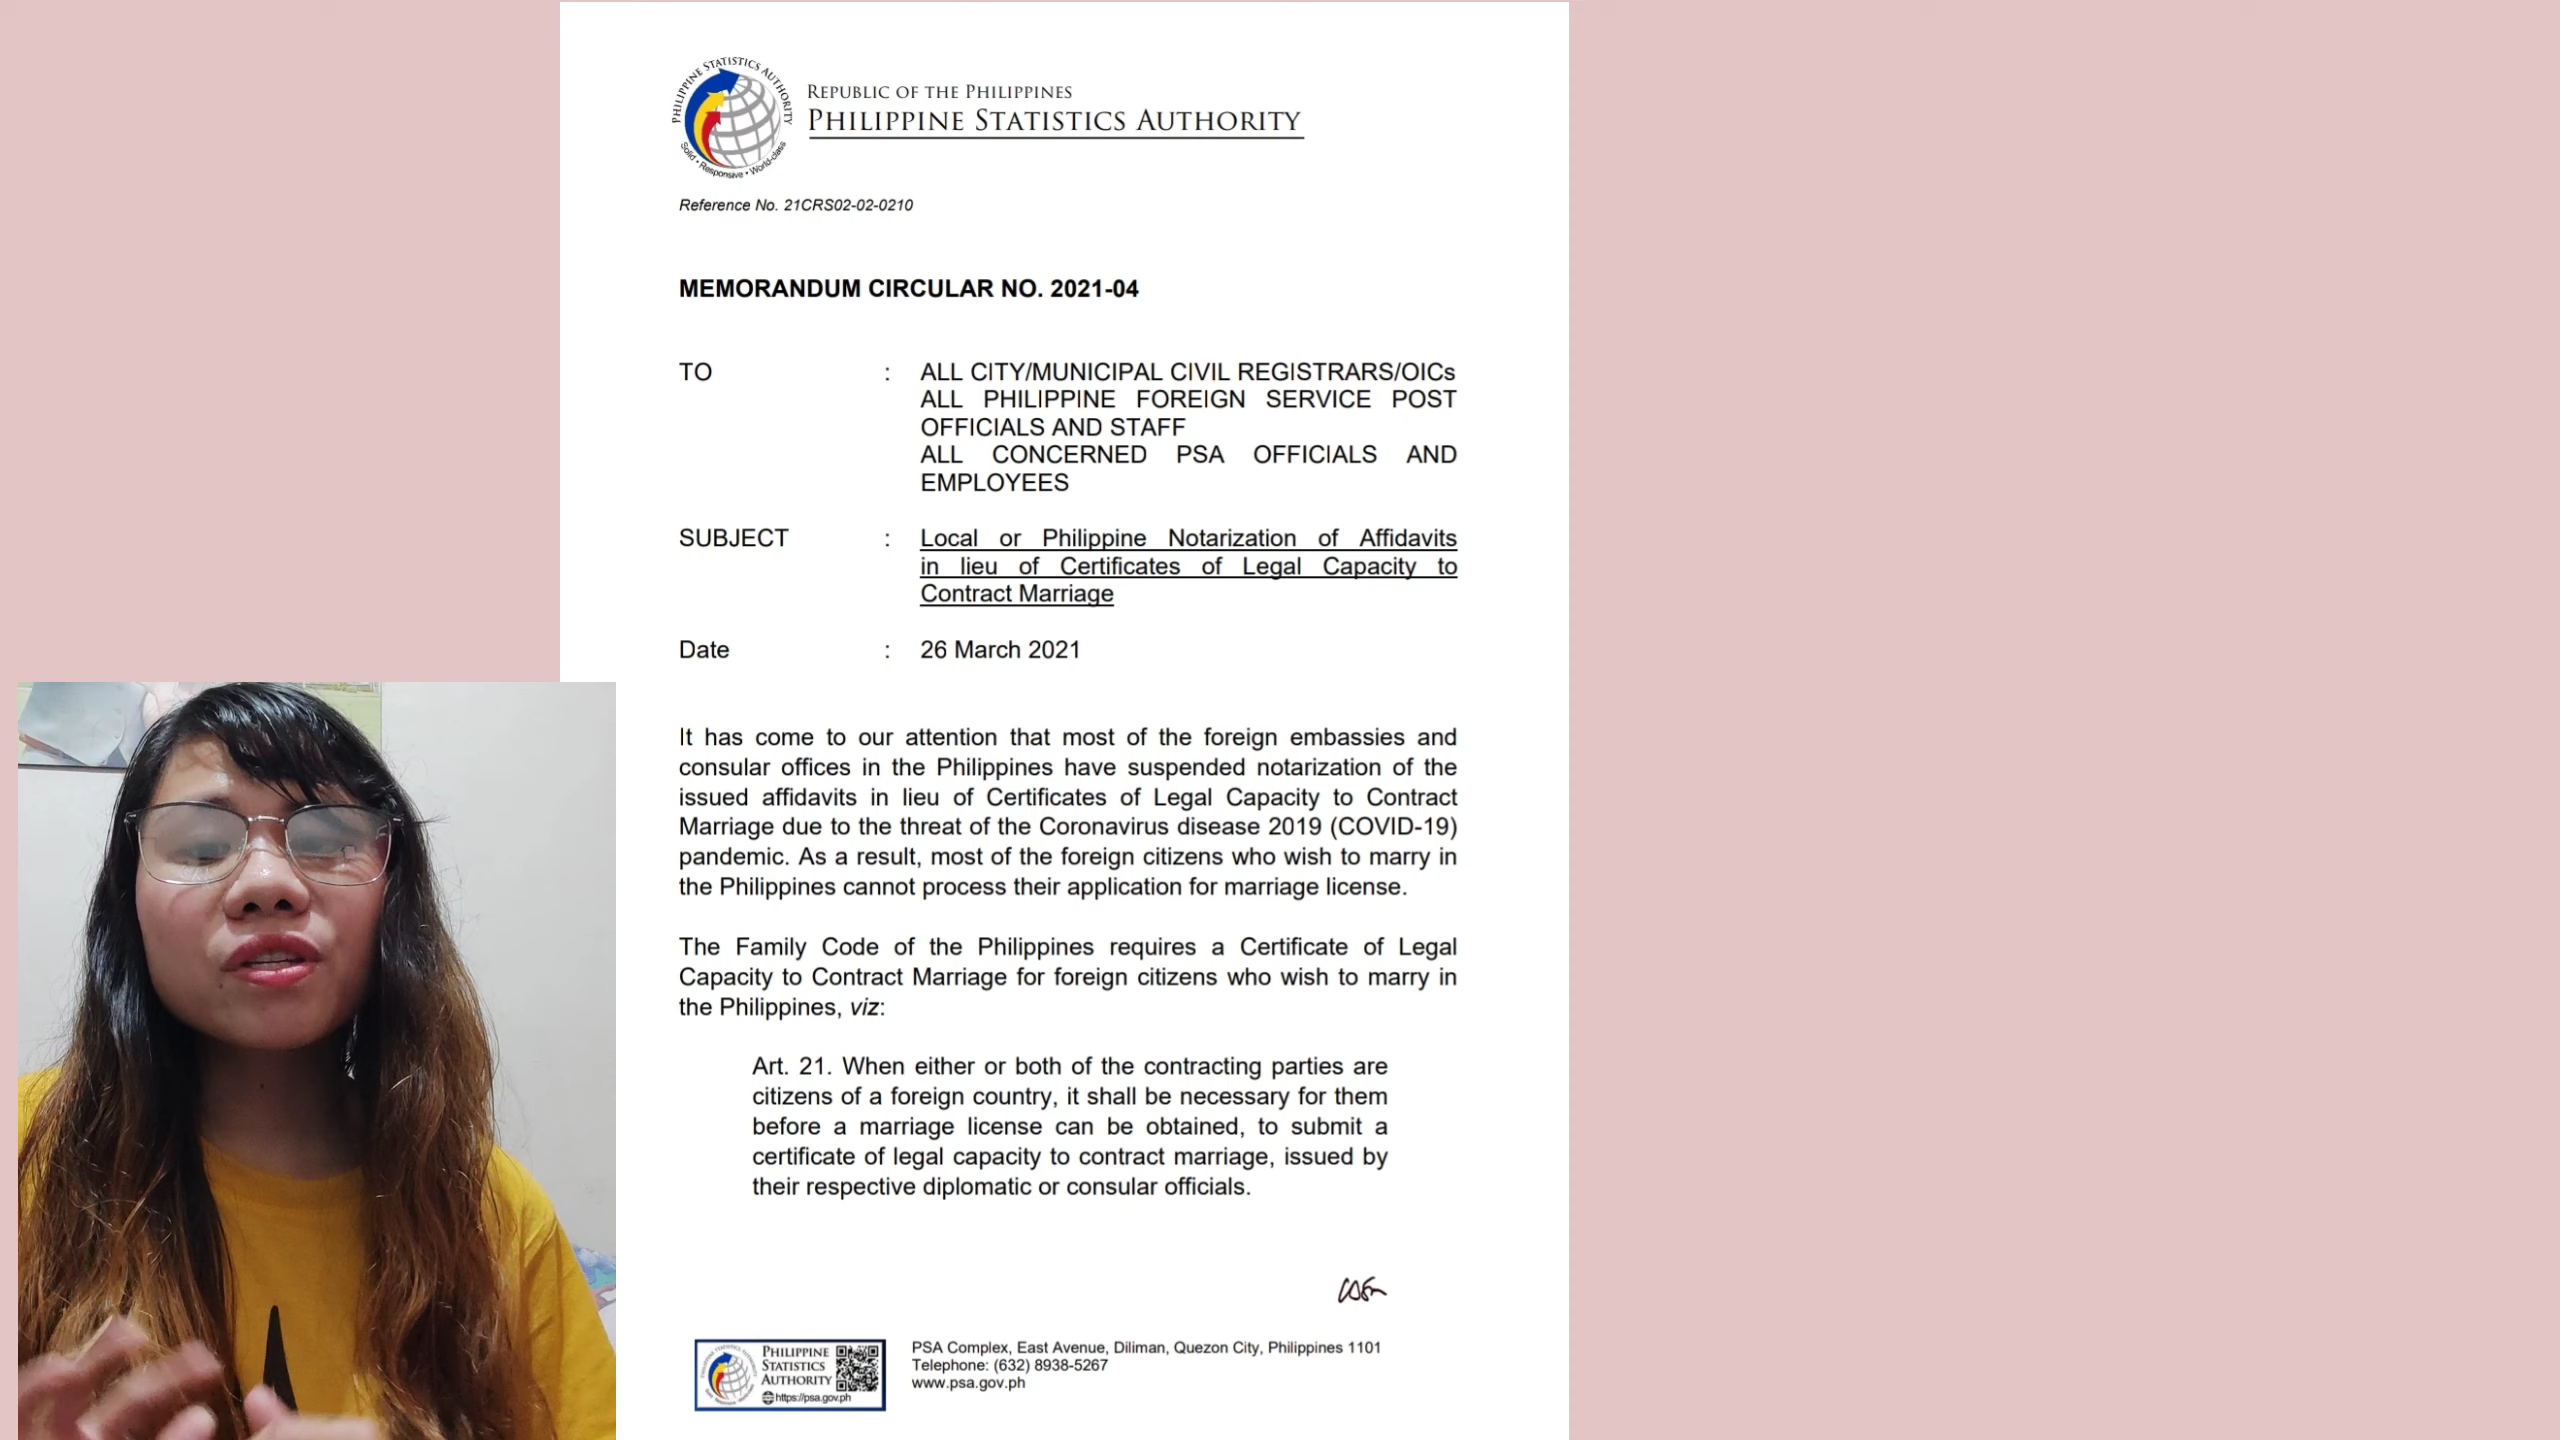 PHILIPPINE STATISTICS AUTHORITY
Solid • Responsive • World-class
REPUBLIC OF THE PHILIPPINES
PHILIPPINE STATISTICS AUTHORITY
Reference No. 21CRS02-02-0210
MEMORANDUM CIRCULAR NO. 2021-04
TO : ALL CITY/MUNICIPAL CIVIL REGISTRARS/OICs
ALL PHILIPPINE FOREIGN SERVICE POST
OFFICIALS AND STAFF
ALL CONCERNED PSA OFFICIALS AND
EMPLOYEES
SUBJECT : Local or Philippine Notarization of Affidavits
in lieu of Certificates of Legal Capacity to
Contract Marriage
Date : 26 March 2021
It has come to our attention that most of the foreign embassies and
consular offices in the Philippines have suspended notarization of the
issued affidavits in lieu of Certificates of Legal Capacity to Contract
Marriage due to the threat of the Coronavirus disease 2019 (COVID-19)
pandemic. As a result, most of the foreign citizens who wish to marry in
the Philippines cannot process their application for marriage license.
The Family Code of the Philippines requires a Certificate of Legal
Capacity to Contract Marriage for foreign citizens who wish to marry in
the Philippines, viz:
Art. 21. When either or both of the contracting parties are
citizens of a foreign country, it shall be necessary for them
before a marriage license can be obtained, to submit a
certificate of legal capacity to contract marriage, issued by
their respective diplomatic or consular officials.
PHILIPPINE
STATISTICS
AUTHORITY
https://psa.gov.ph
PSA Complex, East Avenue, Diliman, Quezon City, Philippines 1101
Telephone: (632) 8938-5267
www.psa.gov.ph